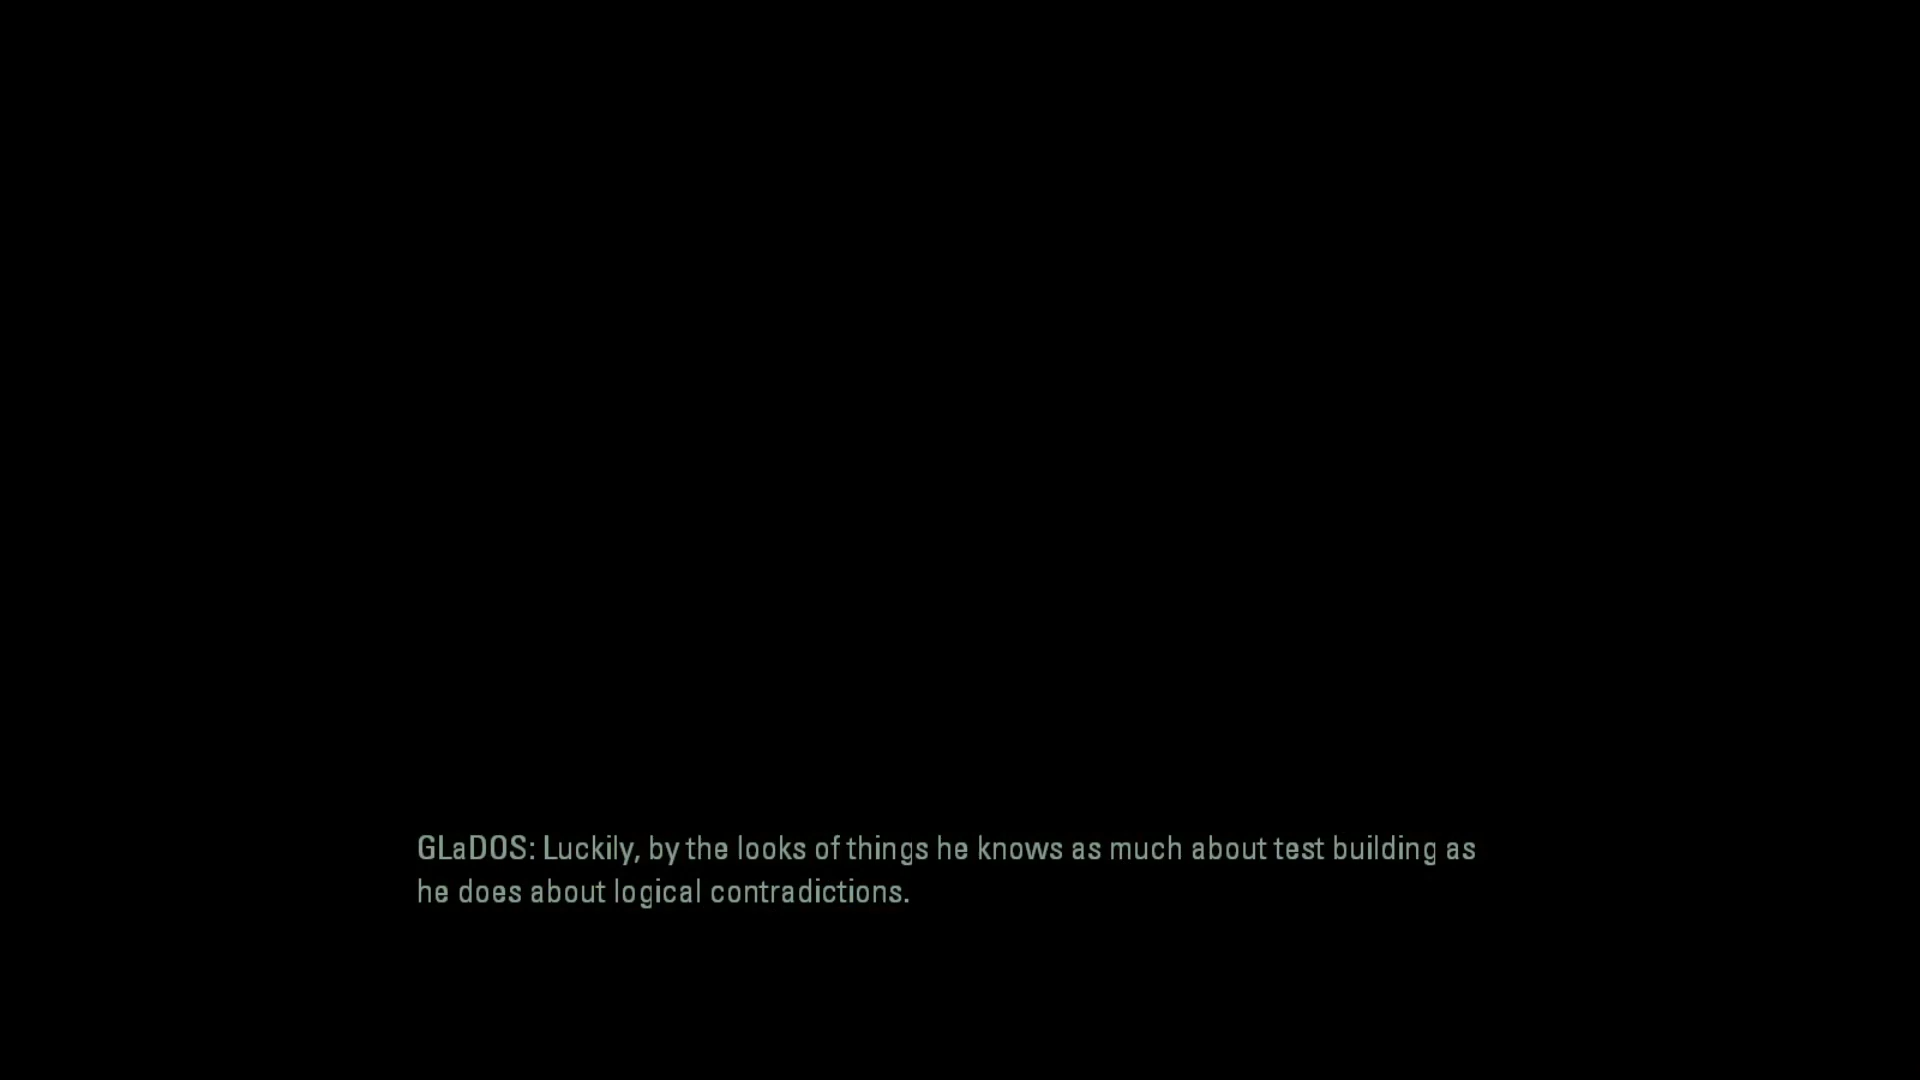 GLaDOS: Luckily, by the looks of things he knows as much about test building as
he does about logical contradictions.